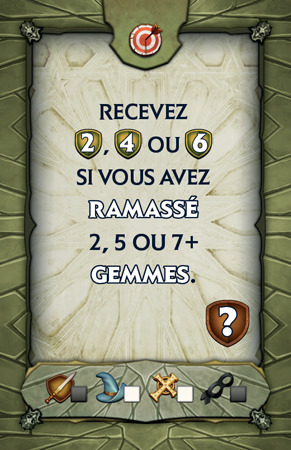 RECEVEZ
2, 4 OU 6
SI VOUS AVEZ
RAMASSÉ
2, 5 OU 7+
GEMMES.
?